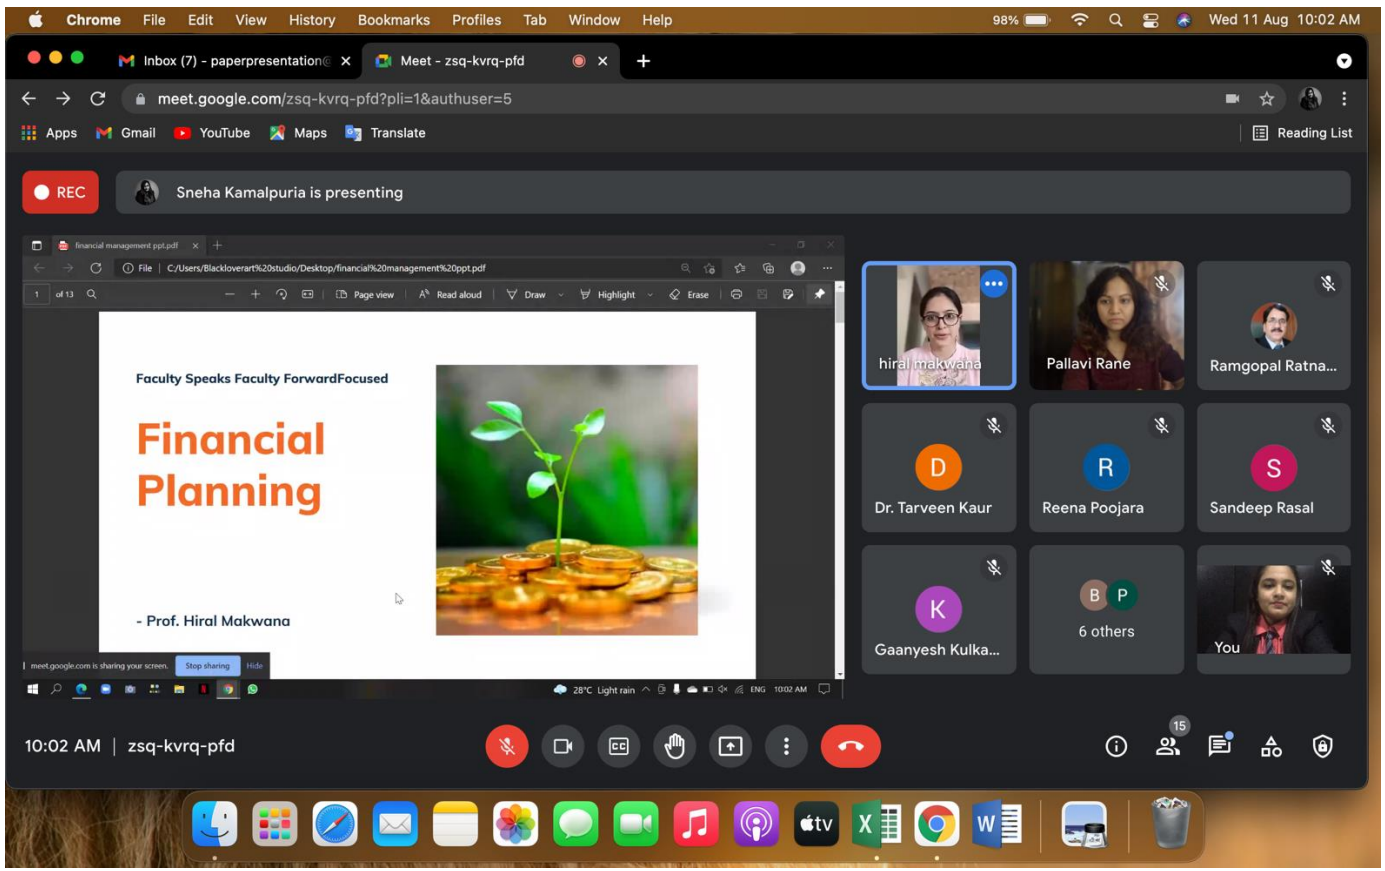 Chrome File Edit View History Bookmarks Profiles Tab Window Help 98% Wed 11 Aug 10:02 AM
Inbox (7) - paperpresentation@ Meet - zsq-kvrq-pfd
meet.google.com/zsq-kvrq-pfd?pli=1&authuser=5
Apps Gmail YouTube Maps Translate Reading List
REC Sneha Kamalpuria is presenting
financial management ppt.pdf
File | C:/Users/Blackloverart%20studio/Desktop/financial%20management%20ppt.pdf
1 of 13 Page view Read aloud Draw Highlight Erase
Faculty Speaks Faculty ForwardFocused
Financial
Planning
- Prof. Hiral Makwana
meet.google.com is sharing your screen. Stop sharing Hide
28°C Light rain ENG 10:02 AM
hiral makwana Pallavi Rane Ramgopal Ratna...
D R S
Dr. Tarveen Kaur Reena Poojara Sandeep Rasal
K B P
Gaanyesh Kulka... 6 others You
10:02 AM | zsq-kvrq-pfd CC 15
tv X W